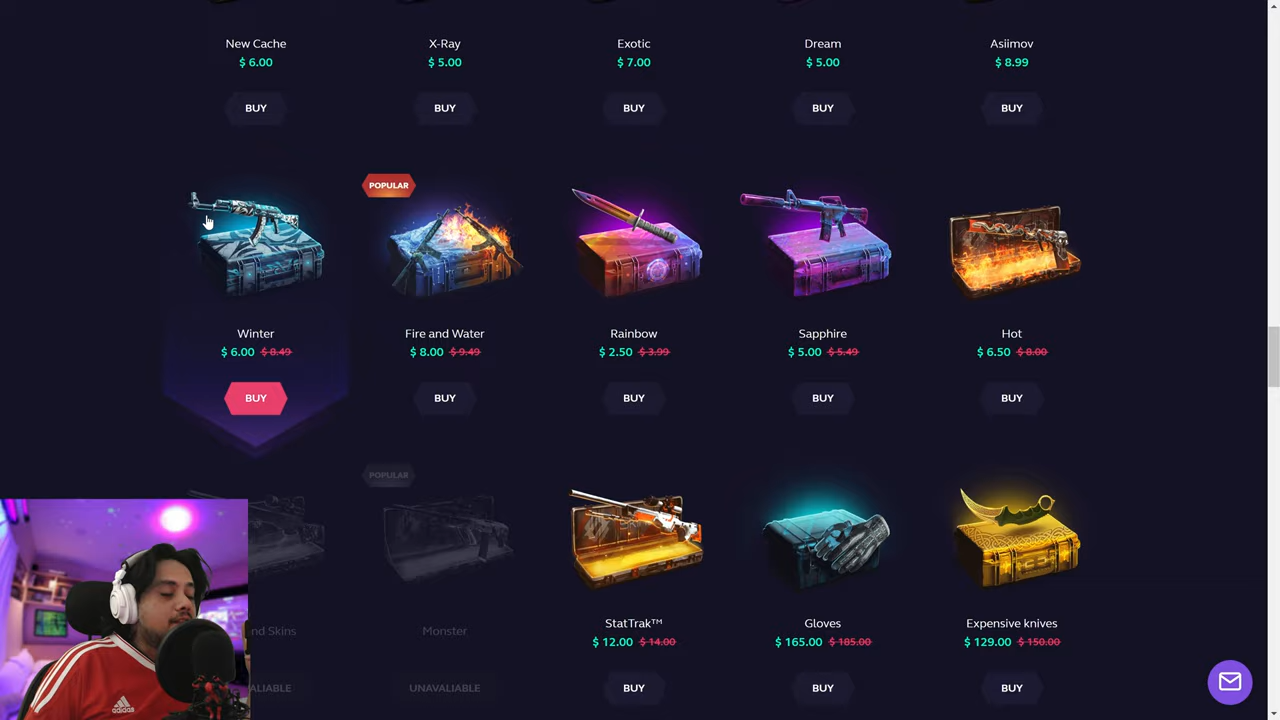 New Cache
$ 6.00
BUY
X-Ray
$ 5.00
BUY
Exotic
$ 7.00
BUY
Dream
$ 5.00
BUY
Asiimov
$ 8.99
BUY
Winter
$ 6.00 $ 8.49
BUY
POPULAR
Fire and Water
$ 8.00 $ 9.49
BUY
Rainbow
$ 2.50 $ 3.99
BUY
Sapphire
$ 5.00 $ 5.49
BUY
Hot
$ 6.50 $ 8.00
BUY
Skins
POPULAR
Monster
UNAVALIABLE
StatTrak™
$ 12.00 $ 14.00
BUY
Gloves
$ 165.00 $ 185.00
BUY
Expensive knives
$ 129.00 $ 150.00
BUY